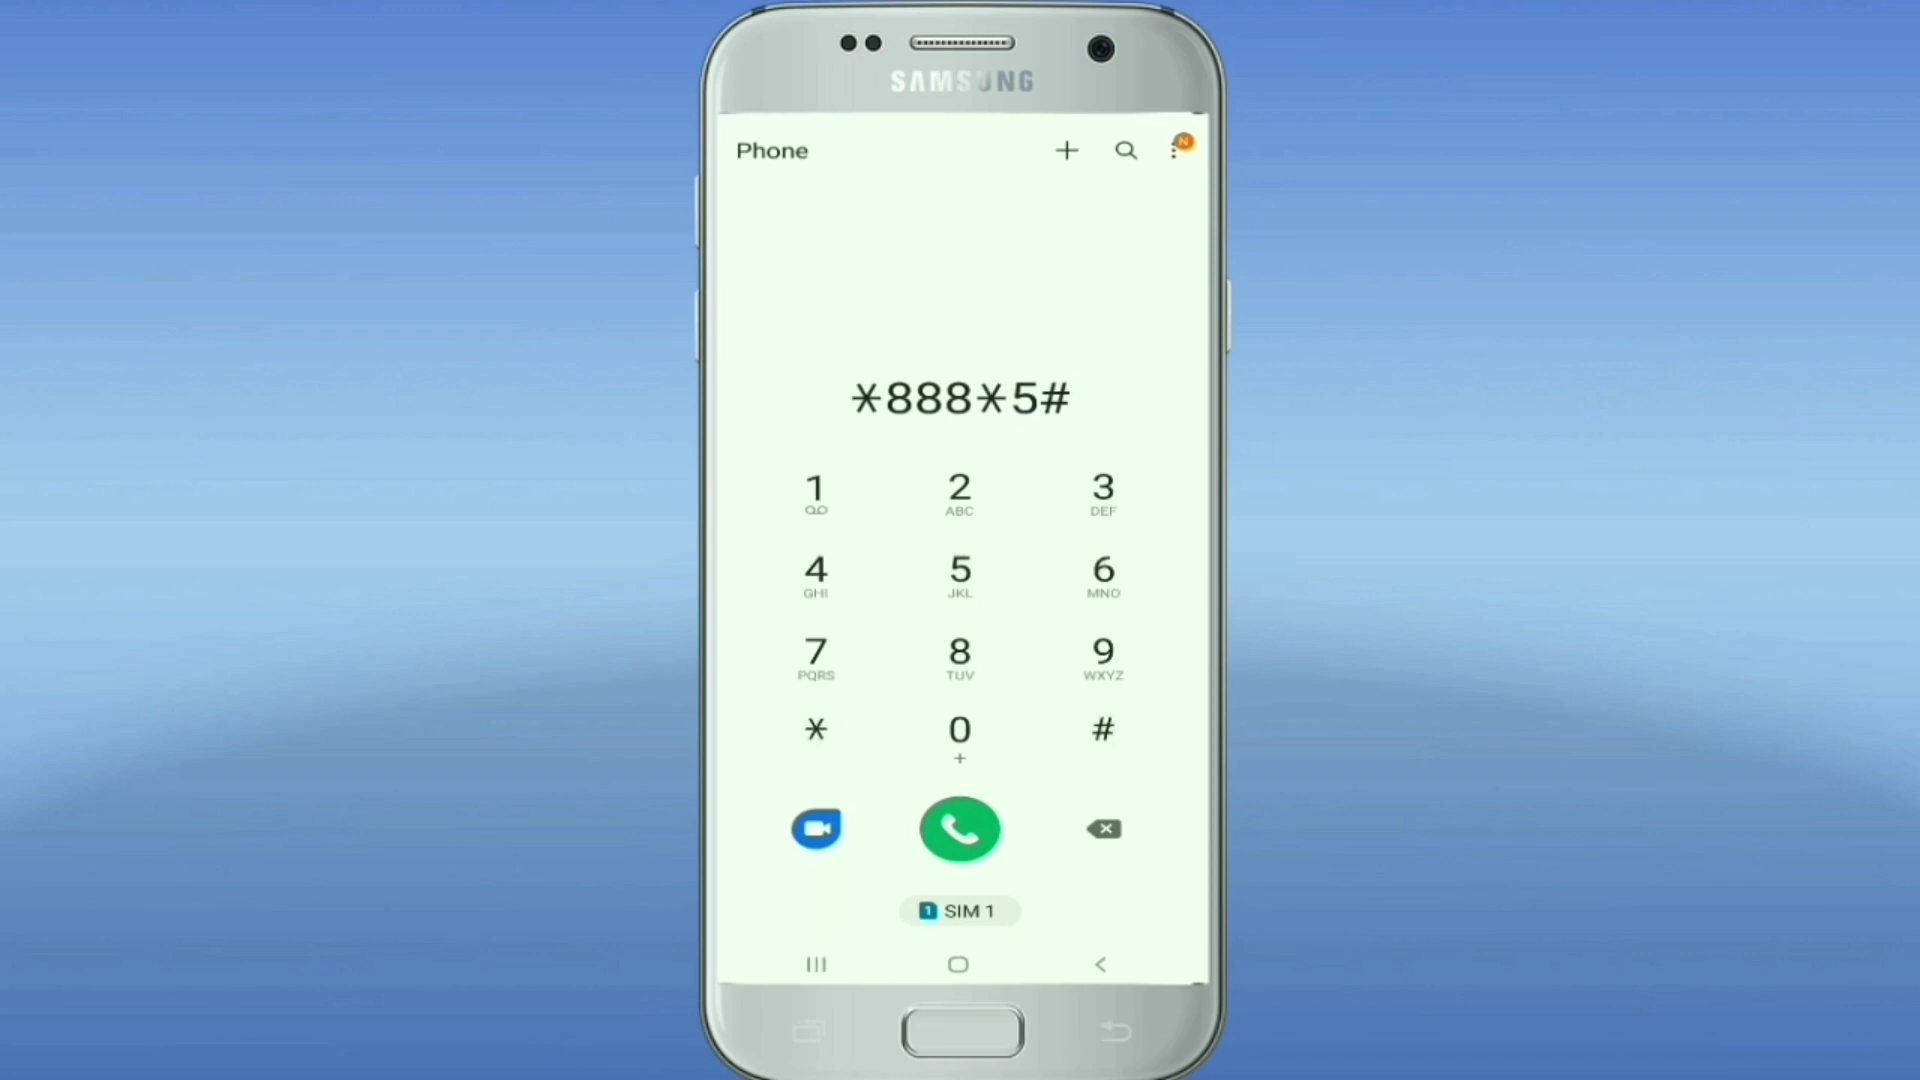 SAMSUNG
Phone
N
*888*5#
1
2
ABC
3
DEF
4
GHI
5
JKL
6
MNO
7
PQRS
8
TUV
9
WXYZ
*
0
+
#
1 SIM 1